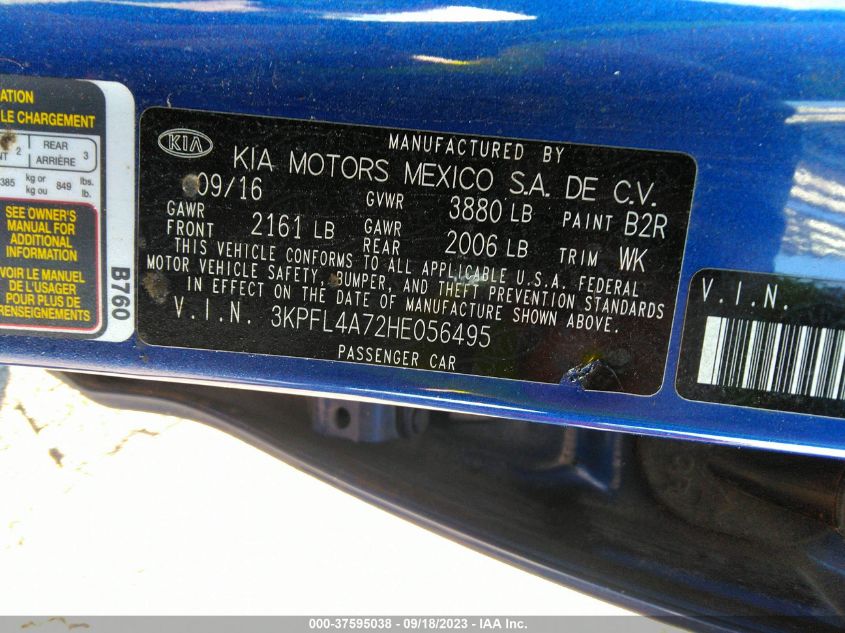 ATION
LE CHARGEMENT
2
REAR
ARRIÈRE
3
385
kg or
kg ou
849
lbs.
lb.
SEE OWNER'S
MANUAL FOR
ADDITIONAL
INFORMATION
VOIR LE MANUEL
DE L'USAGER
POUR PLUS DE
RENSEIGNEMENTS
B760
KIA
MANUFACTURED BY
KIA MOTORS MEXICO S.A. DE C.V.
09/16
GVWR
3880 LB
PAINT B2R
GAWR
FRONT
2161 LB
GAWR
REAR
2006 LB
TRIM WK
THIS VEHICLE CONFORMS TO ALL APPLICABLE U.S.A. FEDERAL
MOTOR VEHICLE SAFETY, BUMPER, AND THEFT PREVENTION STANDARDS
IN EFFECT ON THE DATE OF MANUFACTURE SHOWN ABOVE.
V.I.N. 3KPFL4A72HE056495
PASSENGER CAR
V.I.N.
000-37595038 - 09/18/2023 - IAA Inc.